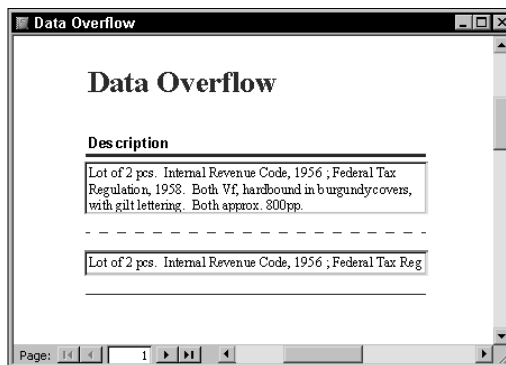 Data Overflow
Data Overflow
Description
Lot of 2 pcs. Internal Revenue Code, 1956 ; Federal Tax
Regulation, 1958. Both Vf, hardbound in burgundy covers,
with gilt lettering. Both approx. 800pp.
Lot of 2 pcs. Internal Revenue Code, 1956 ; Federal Tax Reg
Page: 1